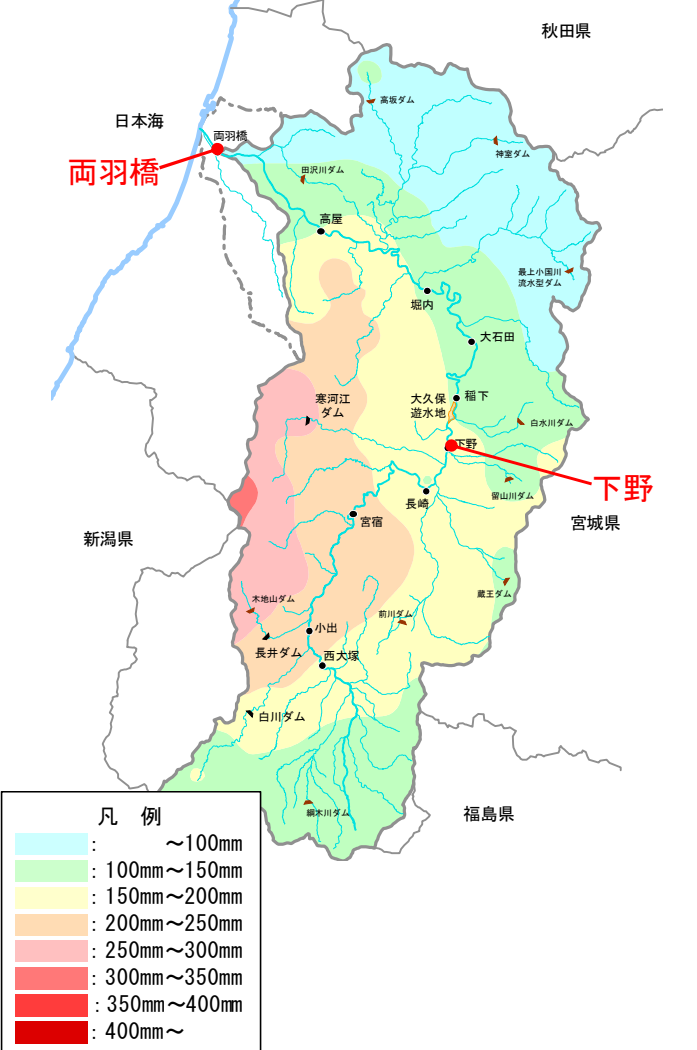 秋田県
高坂ダム
日本海
両羽橋
両羽橋
神室ダム
田沢川ダム
高屋
最上小国川
流水型ダム
堀内
大石田
寒河江
ダム
大久保
遊水地
稲下
白水川ダム
下野
下野
留山川ダム
長崎
宮宿
宮城県
新潟県
蔵王ダム
木地山ダム
前川ダム
小出
長井ダム
西大塚
白川ダム
綱木川ダム
福島県
凡 例
: ～100mm
: 100mm～150mm
: 150mm～200mm
: 200mm～250mm
: 250mm～300mm
: 300mm～350mm
: 350mm～400mm
: 400mm～